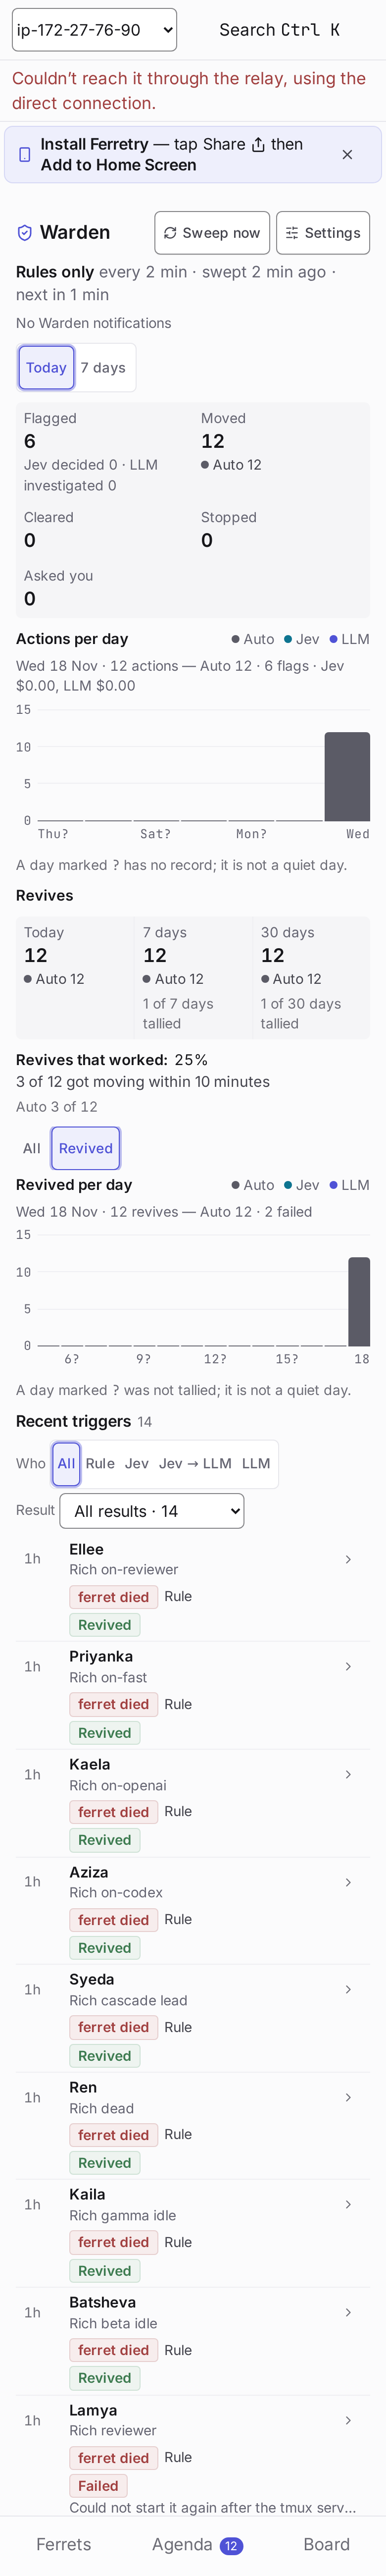 ip-172-27-76-90
Search Ctrl K
Couldn't reach it through the relay, using the
direct connection.
Install Ferretry — tap Share then
Add to Home Screen
Warden
Sweep now
Settings
Rules only every 2 min · swept 2 min ago ·
next in 1 min
No Warden notifications
Today 7 days
Flagged
6
Jev decided 0 · LLM
investigated 0
Moved
12
Auto 12
Cleared
0
Stopped
0
Asked you
0
Actions per day
Auto Jev LLM
Wed 18 Nov · 12 actions — Auto 12 · 6 flags · Jev
$0.00, LLM $0.00
15
10
5
0
Thu? Sat? Mon? Wed
A day marked ? has no record; it is not a quiet day.
Revives
Today
12
Auto 12
7 days
12
Auto 12
1 of 7 days
tallied
30 days
12
Auto 12
1 of 30 days
tallied
Revives that worked: 25%
3 of 12 got moving within 10 minutes
Auto 3 of 12
All Revived
Revived per day
Auto Jev LLM
Wed 18 Nov · 12 revives — Auto 12 · 2 failed
15
10
5
0
6? 9? 12? 15? 18
A day marked ? was not tallied; it is not a quiet day.
Recent triggers 14
Who All Rule Jev Jev → LLM LLM
Result All results · 14
1h
Ellee
Rich on-reviewer
ferret died Rule
Revived
1h
Priyanka
Rich on-fast
ferret died Rule
Revived
1h
Kaela
Rich on-openai
ferret died Rule
Revived
1h
Aziza
Rich on-codex
ferret died Rule
Revived
1h
Syeda
Rich cascade lead
ferret died Rule
Revived
1h
Ren
Rich dead
ferret died Rule
Revived
1h
Kaila
Rich gamma idle
ferret died Rule
Revived
1h
Batsheva
Rich beta idle
ferret died Rule
Revived
1h
Lamya
Rich reviewer
ferret died Rule
Failed
Could not start it again after the tmux serv…
Ferrets
Agenda 12
Board